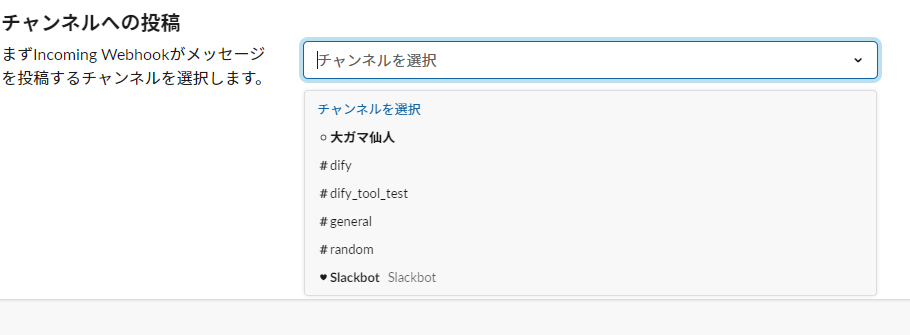 チャンネルへの投稿
まずIncoming Webhookがメッセージ
を投稿するチャンネルを選択します。
チャンネルを選択
チャンネルを選択
大ガマ仙人
# dify
# dify_tool_test
# general
# random
♥ Slackbot Slackbot